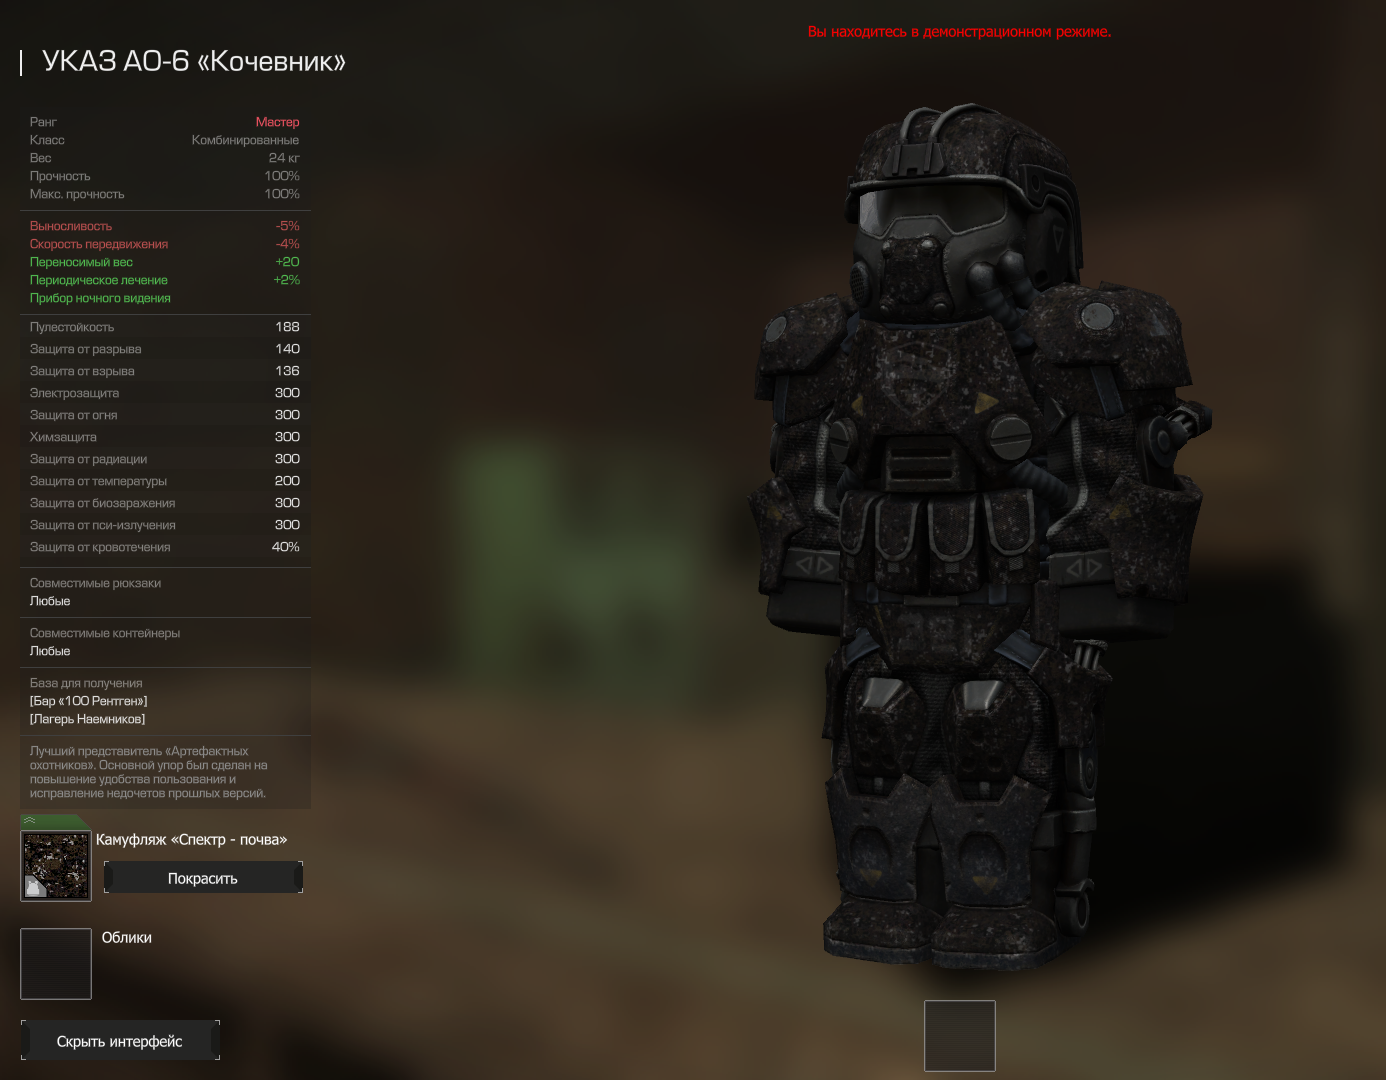 Вы находитесь в демонстрационном режиме.
УКАЗ АО-6 «Кочевник»
Ранг Мастер
Класс Комбинированные
Вес 24 кг
Прочность 100%
Макс. прочность 100%
Выносливость -5%
Скорость передвижения -4%
Переносимый вес +20
Периодическое лечение +2%
Прибор ночного видения
Пулестойкость 188
Защита от разрыва 140
Защита от взрыва 136
Электрозащита 300
Защита от огня 300
Химзащита 300
Защита от радиации 300
Защита от температуры 200
Защита от биозаражения 300
Защита от пси-излучения 300
Защита от кровотечения 40%
Совместимые рюкзаки
Любые
Совместимые контейнеры
Любые
База для получения
[Бар «100 Рентген»]
[Лагерь Наемников]
Лучший представитель «Артефактных
охотников». Основной упор был сделан на
повышение удобства пользования и
исправление недочетов прошлых версий.
Камуфляж «Спектр - почва»
Покрасить
Облики
Скрыть интерфейс